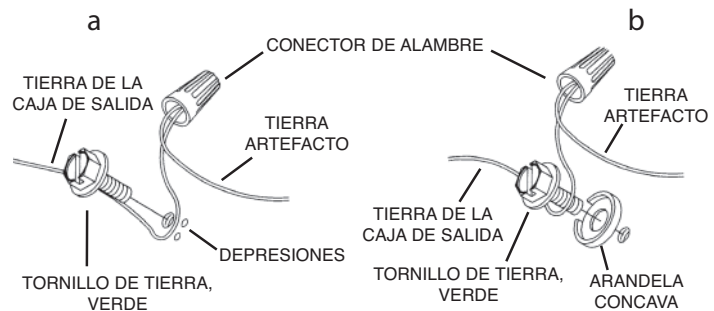 a
b
CONECTOR DE ALAMBRE
TIERRA DE LA
CAJA DE SALIDA
TIERRA
ARTEFACTO
DEPRESIONES
TORNILLO DE TIERRA,
VERDE
TIERRA
ARTEFACTO
TIERRA DE LA
CAJA DE SALIDA
TORNILLO DE TIERRA,
VERDE
ARANDELA
CONCAVA